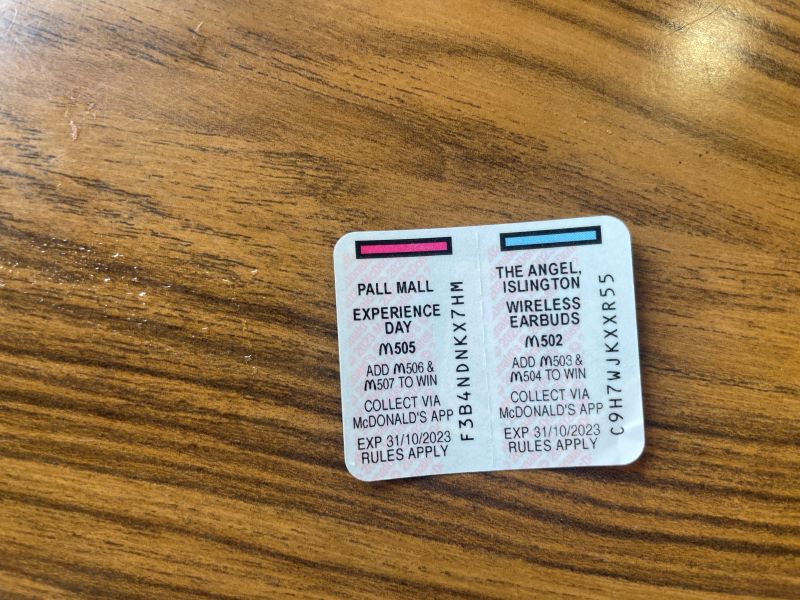 PALL MALL
EXPERIENCE
DAY
M505
ADD M506 &
M507 TO WIN
COLLECT VIA
McDONALD'S APP
EXP 31/10/2023
RULES APPLY
F3B4NDNKX7HM
THE ANGEL,
ISLINGTON
WIRELESS
EARBUDS
M502
ADD M503 &
M504 TO WIN
COLLECT VIA
McDONALD'S APP
EXP 31/10/2023
RULES APPLY
C9H7WJKXXR55